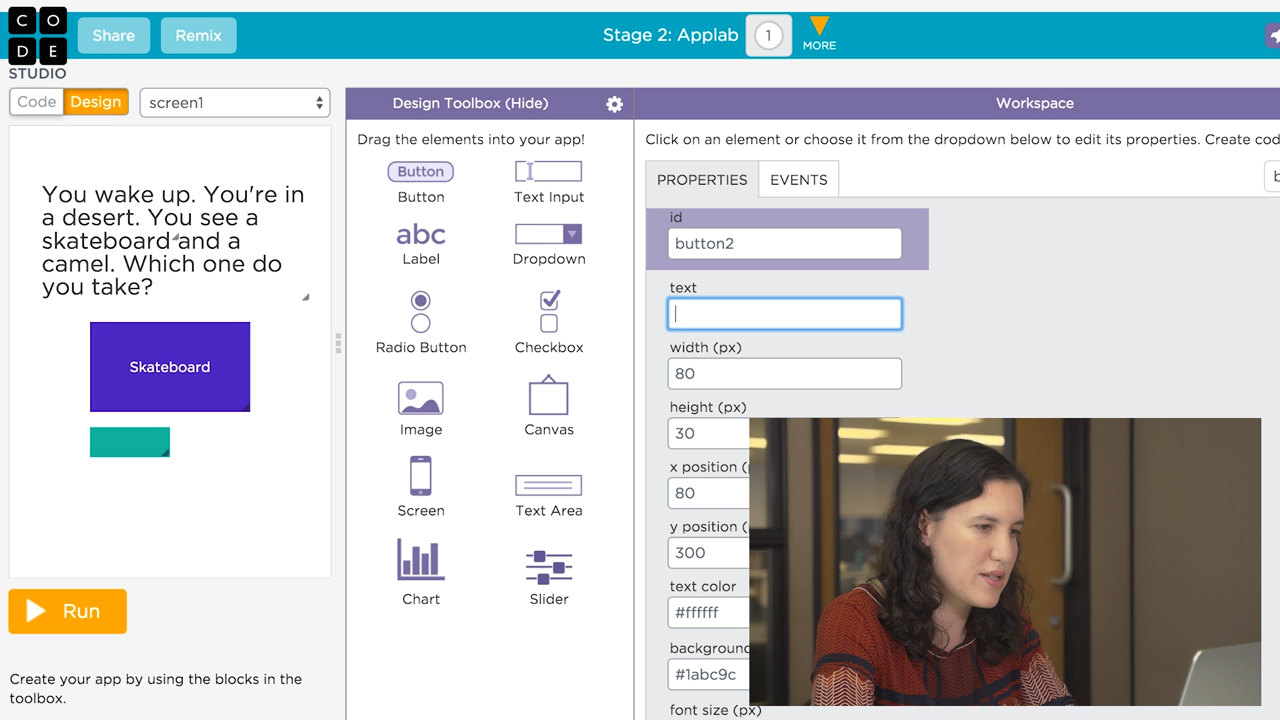 C O
D E
STUDIO
Share
Remix
Stage 2: Applab
1
MORE
Code
Design
screen1
Design Toolbox (Hide)
Workspace
Drag the elements into your app!
Click on an element or choose it from the dropdown below to edit its properties. Create
You wake up. You're in
a desert. You see a
skateboard and a
camel. Which one do
you take?
Skateboard
Button
Button
Text Input
abc
Label
Dropdown
Radio Button
Checkbox
Image
Canvas
Screen
Text Area
Chart
Slider
PROPERTIES
EVENTS
id
button2
text
width (px)
80
height (px)
30
x position
80
y position
300
text color
#ffffff
background
#1abc9c
font size (px)
Run
Create your app by using the blocks in the
toolbox.